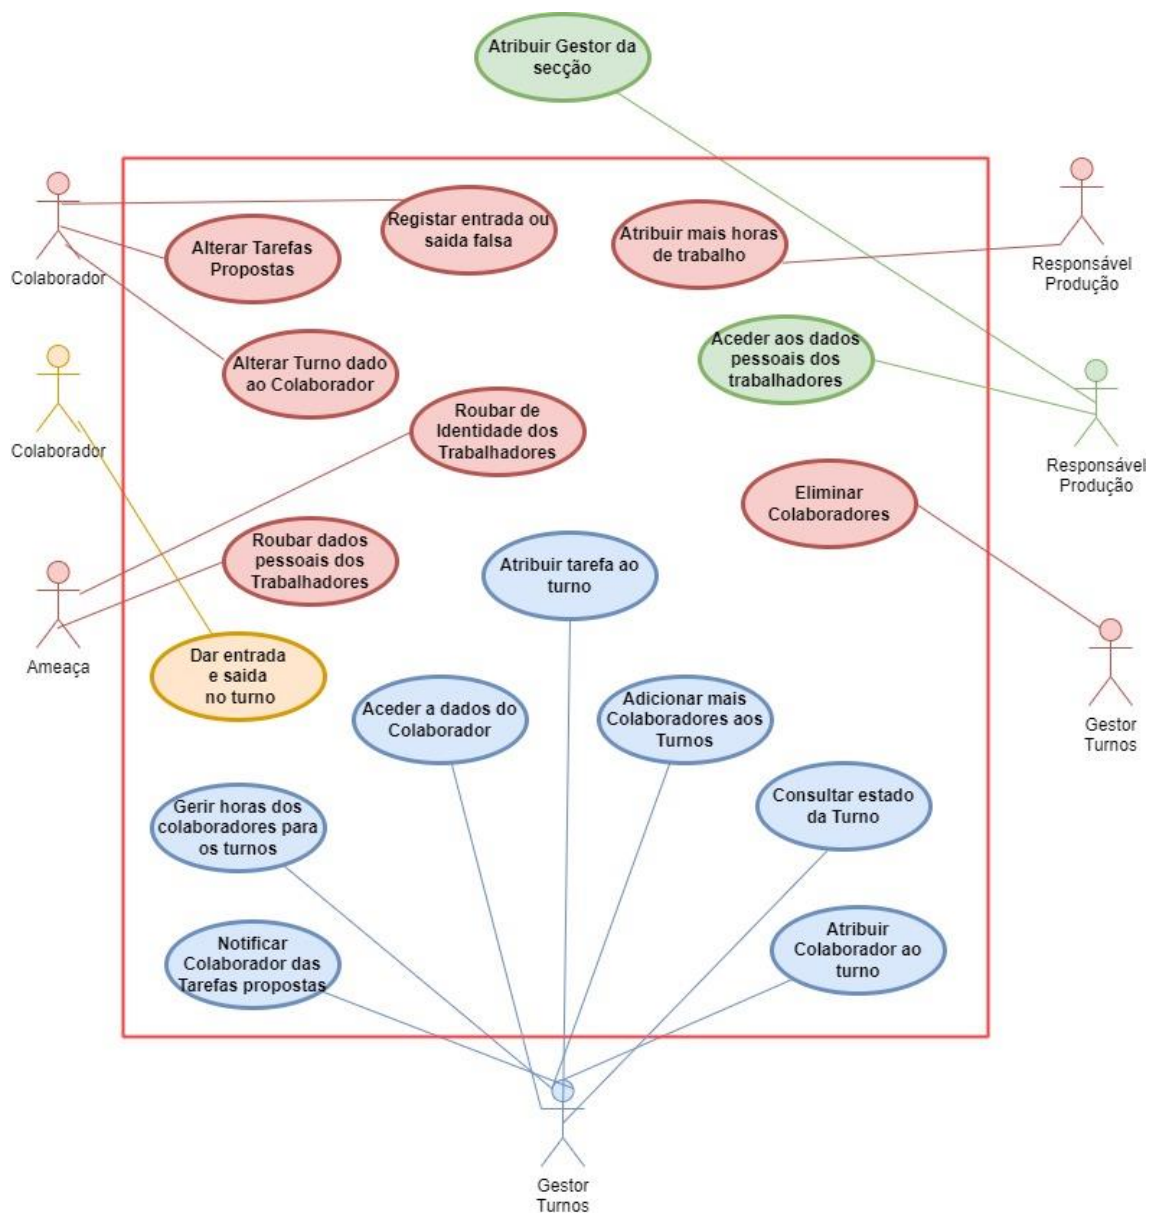 Atribuir Gestor da
secção
Colaborador
Registar entrada ou
saida falsa
Alterar Tarefas
Propostas
Atribuir mais horas
de trabalho
Responsável
Produção
Alterar Turno dado
ao Colaborador
Aceder aos dados
pessoais dos
trabalhadores
Colaborador
Roubar de
Identidade dos
Trabalhadores
Responsável
Produção
Eliminar
Colaboradores
Roubar dados
pessoais dos
Trabalhadores
Atribuir tarefa ao
turno
Ameaça
Dar entrada
e saida
no turno
Aceder a dados do
Colaborador
Adicionar mais
Colaboradores aos
Turnos
Gestor
Turnos
Gerir horas dos
colaboradores para
os turnos
Consultar estado
da Turno
Notificar
Colaborador das
Tarefas propostas
Atribuir
Colaborador ao
turno
Gestor
Turnos